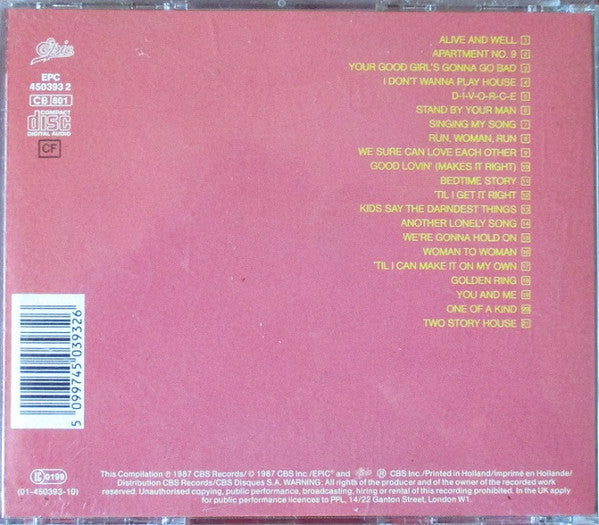 Epic
EPC
450393 2
CB 801
COMPACT
disc
DIGITAL AUDIO
CF
ALIVE AND WELL 1
APARTMENT NO. 9 2
YOUR GOOD GIRL'S GONNA GO BAD 3
I DON'T WANNA PLAY HOUSE 4
D-I-V-O-R-C-E 5
STAND BY YOUR MAN 6
SINGING MY SONG 7
RUN, WOMAN, RUN 8
WE SURE CAN LOVE EACH OTHER 9
GOOD LOVIN' (MAKES IT RIGHT) 10
BEDTIME STORY 11
'TIL I GET IT RIGHT 12
KIDS SAY THE DARNDEST THINGS 13
ANOTHER LONELY SONG 14
WE'RE GONNA HOLD ON 15
WOMAN TO WOMAN 16
'TIL I CAN MAKE IT ON MY OWN 17
GOLDEN RING 18
YOU AND ME 19
ONE OF A KIND 20
TWO STORY HOUSE 21
5 099745 039326
LC 0199
(01-450393-10)
This Compilation ℗ 1987 CBS Records/ © 1987 CBS Inc./EPIC® and Epic ® CBS Inc./Printed in Holland/Imprimé en Hollande/
Distribution CBS Records/CBS Disques S.A. WARNING: All rights of the producer and of the owner of the recorded work
reserved. Unauthorised copying, public performance, broadcasting, hiring or rental of this recording prohibited. In the UK apply
for public performance licences to PPL, 14/22 Ganton Street, London W1.